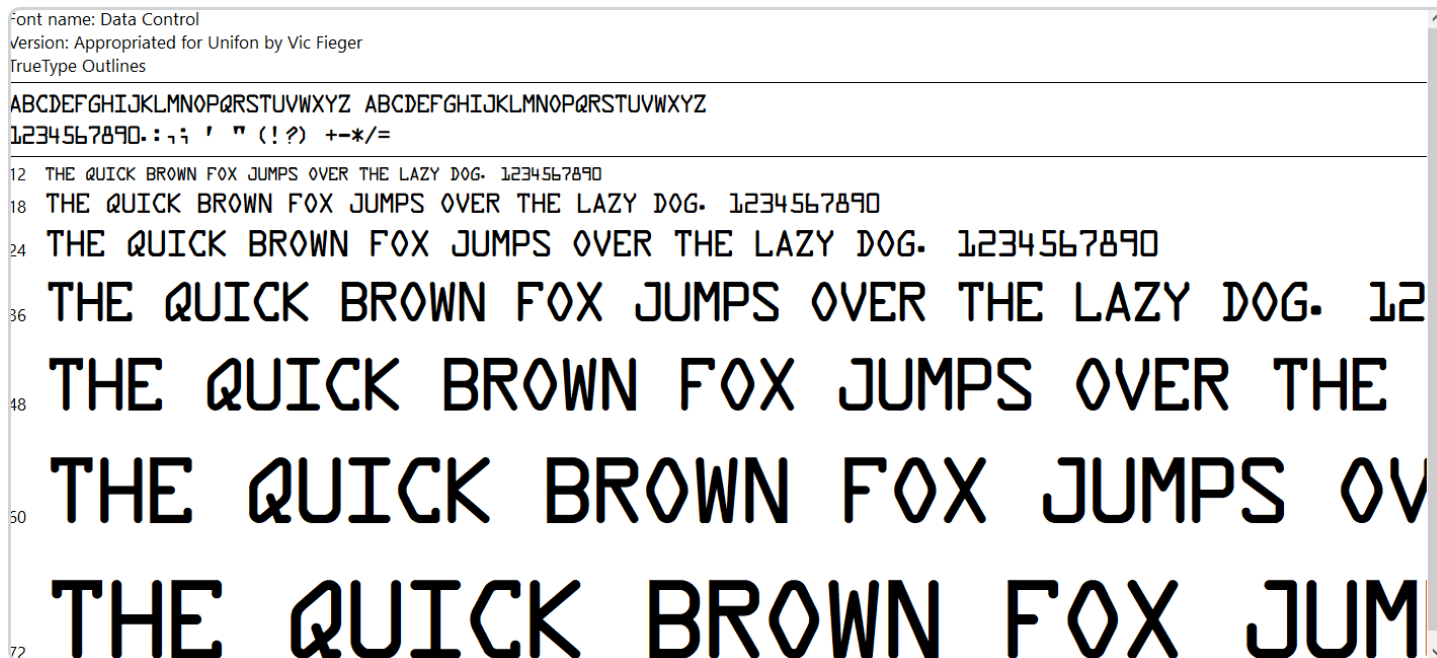 Font name: Data Control
Version: Appropriated for Unifon by Vic Fieger
TrueType Outlines
ABCDEFGHIJKLMNOPQRSTUVWXYZ ABCDEFGHIJKLMNOPQRSTUVWXYZ
1234567890.:,; ' " (!?) +-*/=
12 THE QUICK BROWN FOX JUMPS OVER THE LAZY DOG. 1234567890
18 THE QUICK BROWN FOX JUMPS OVER THE LAZY DOG. 1234567890
24 THE QUICK BROWN FOX JUMPS OVER THE LAZY DOG. 1234567890
36 THE QUICK BROWN FOX JUMPS OVER THE LAZY DOG. 12
48 THE QUICK BROWN FOX JUMPS OVER THE
60 THE QUICK BROWN FOX JUMPS OV
72 THE QUICK BROWN FOX JUM